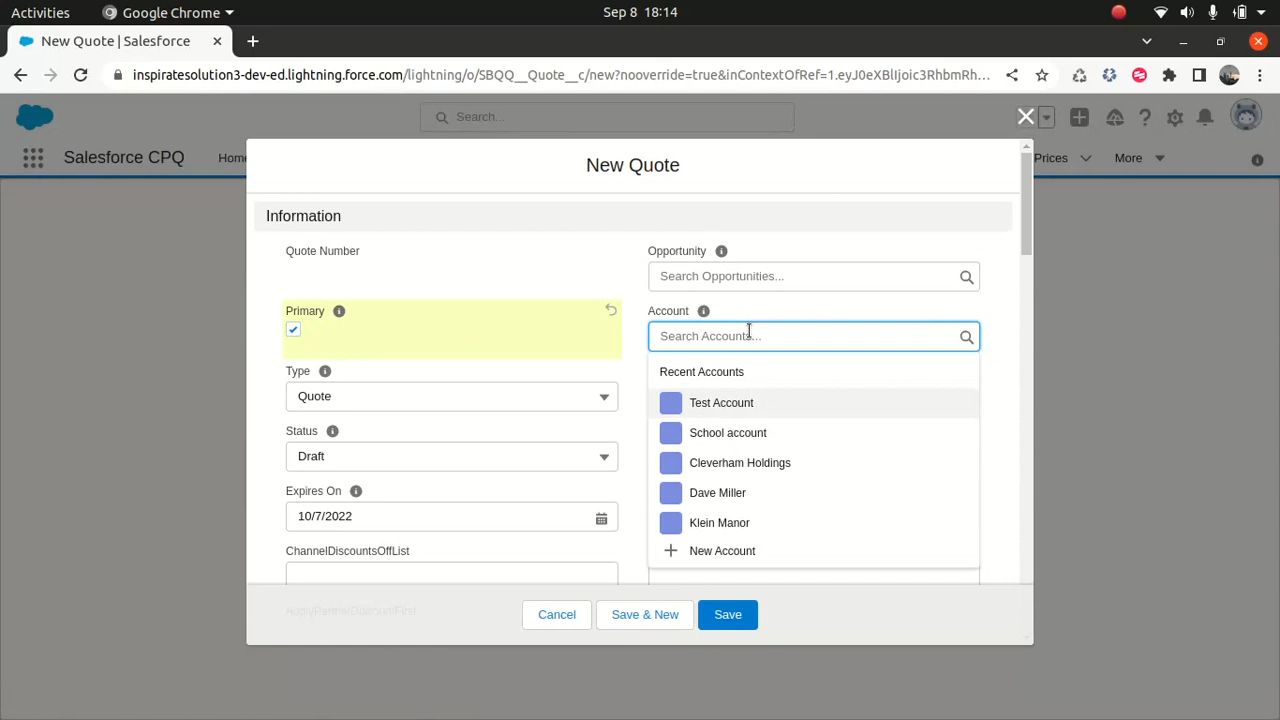 Activities
Google Chrome
Sep 8 18:14
New Quote | Salesforce
inspiratesolution3-dev-ed.lightning.force.com/lightning/o/SBQQ__Quote__c/new?nooverride=true&inContextOfRef=1.eyJ0eXBlIjoic3RhbmRh...
Search...
Salesforce CPQ
Home
Prices
More
New Quote
Information
Quote Number
Opportunity
Search Opportunities...
Primary
Account
Search Accounts...
Recent Accounts
Type
Quote
Test Account
School account
Status
Draft
Cleverham Holdings
Expires On
Dave Miller
10/7/2022
Klein Manor
ChannelDiscountsOffList
New Account
ApplyPartnerDiscountFirst
Cancel
Save & New
Save